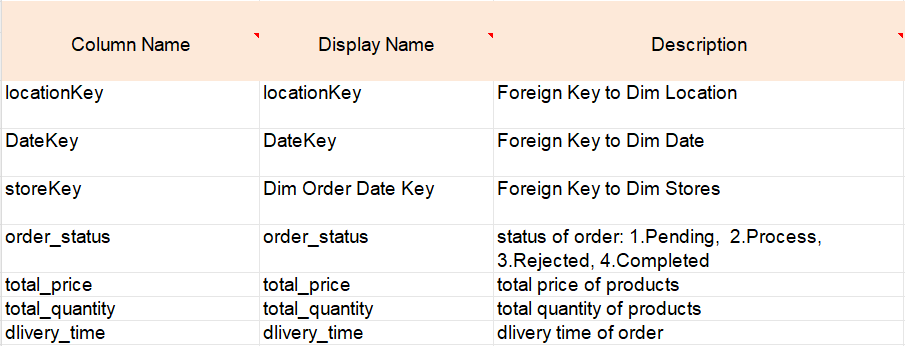 Column Name Display Name Description
locationKey locationKey Foreign Key to Dim Location
DateKey DateKey Foreign Key to Dim Date
storeKey Dim Order Date Key Foreign Key to Dim Stores
order_status order_status status of order: 1.Pending, 2.Process,
3.Rejected, 4.Completed
total_price total_price total price of products
total_quantity total_quantity total quantity of products
dlivery_time dlivery_time dlivery time of order